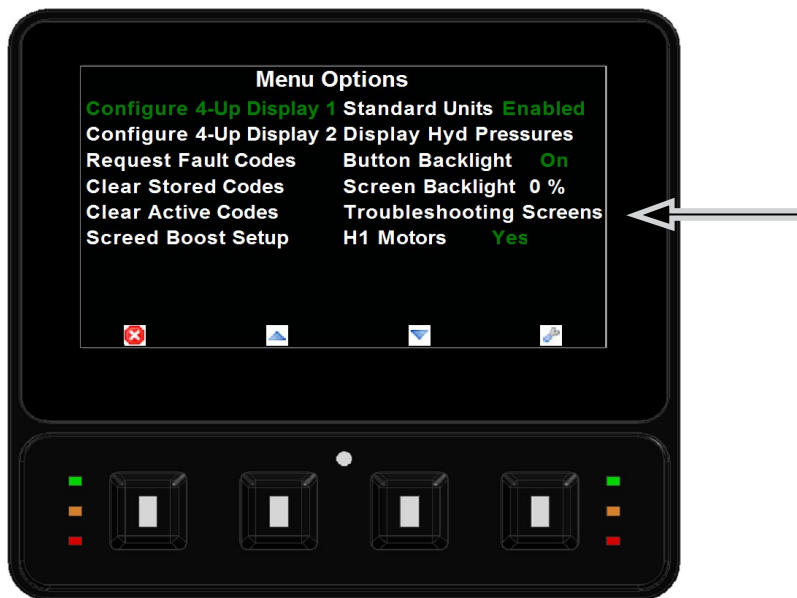 Menu Options
Configure 4-Up Display 1 Standard Units Enabled
Configure 4-Up Display 2 Display Hyd Pressures
Request Fault Codes Button Backlight On
Clear Stored Codes Screen Backlight 0 %
Clear Active Codes Troubleshooting Screens
Screed Boost Setup H1 Motors Yes